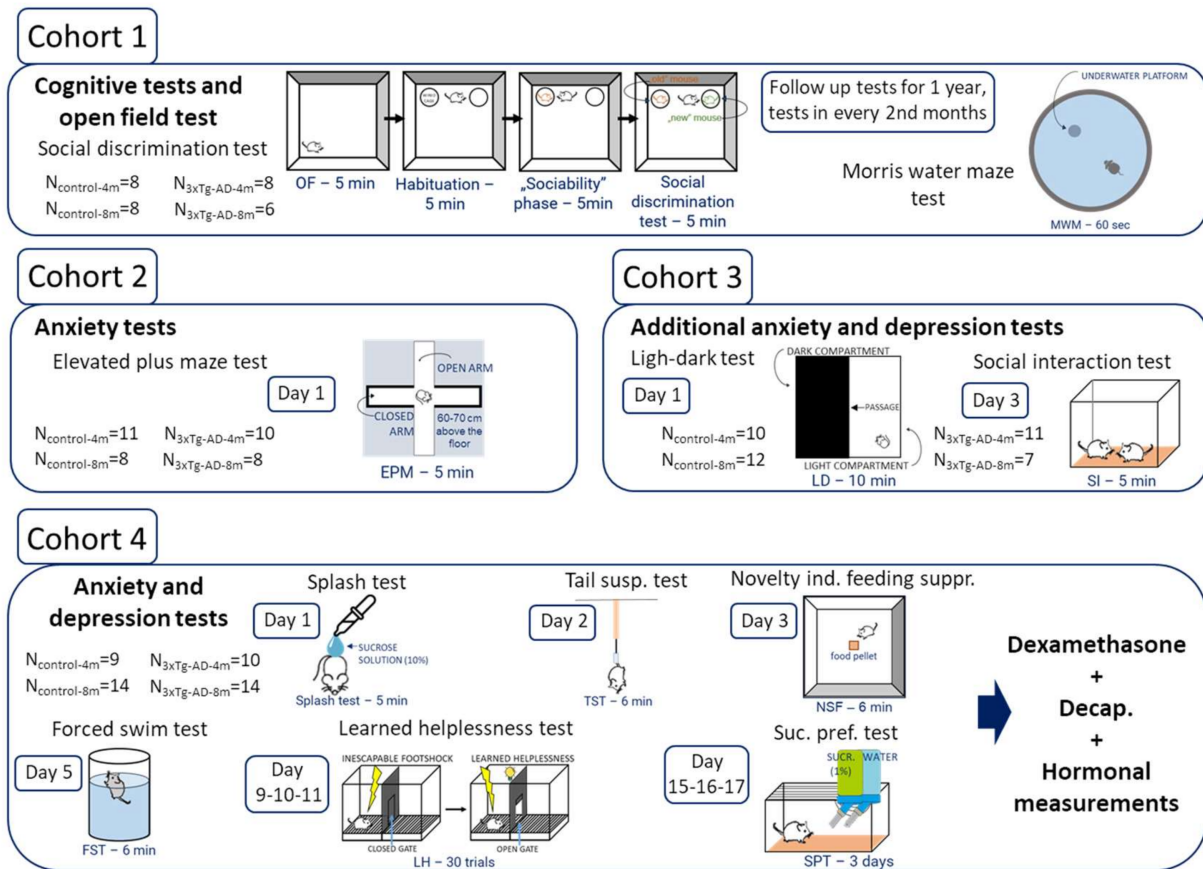 Cohort 1
Cognitive tests and
open field test
Social discrimination test
Ncontrol-4m=8 N3xTg-AD-4m=8
Ncontrol-8m=8 N3xTg-AD-8m=6
OF – 5 min
Habituation –
5 min
„Sociability"
phase – 5min
„old" mouse
„new" mouse
Social
discrimination
test – 5 min
Follow up tests for 1 year,
tests in every 2nd months
Morris water maze
test
UNDERWATER PLATFORM
MWM – 60 sec
Cohort 2
Anxiety tests
Elevated plus maze test
Day 1
Ncontrol-4m=11 N3xTg-AD-4m=10
Ncontrol-8m=8 N3xTg-AD-8m=8
OPEN ARM
CLOSED
ARM
60-70 cm
above the
floor
EPM – 5 min
Cohort 3
Additional anxiety and depression tests
Ligh-dark test
Day 1
Ncontrol-4m=10
Ncontrol-8m=12
DARK COMPARTMENT
PASSAGE
LIGHT COMPARTMENT
LD – 10 min
Social interaction test
Day 3
N3xTg-AD-4m=11
N3xTg-AD-8m=7
SI – 5 min
Cohort 4
Anxiety and
depression tests
Ncontrol-4m=9 N3xTg-AD-4m=10
Ncontrol-8m=14 N3xTg-AD-8m=14
Splash test
Day 1
SUCROSE
SOLUTION (10%)
Splash test – 5 min
Tail susp. test
Day 2
TST – 6 min
Novelty ind. feeding suppr.
Day 3
food pellet
NSF – 6 min
Forced swim test
Day 5
FST – 6 min
Learned helplessness test
Day
9-10-11
INESCAPABLE FOOTSHOCK
LEARNED HELPLESSNESS
CLOSED GATE
OPEN GATE
LH – 30 trials
Suc. pref. test
Day
15-16-17
SUCR. WATER
(1%)
SPT – 3 days
Dexamethasone
+
Decap.
+
Hormonal
measurements